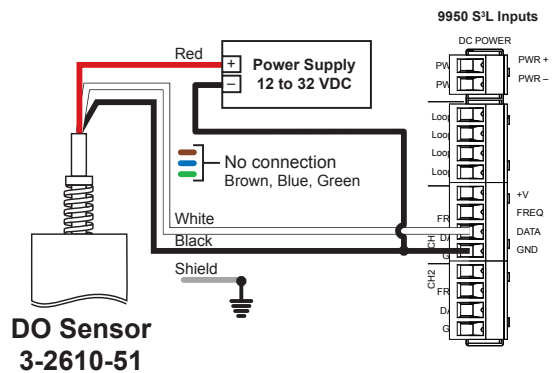 9950 S³L Inputs
DC POWER
PWR +
PWR –
Red
+
–
Power Supply
12 to 32 VDC
No connection
Brown, Blue, Green
White
Black
Shield
+V
FREQ
DATA
GND
CH2
DO Sensor
3-2610-51